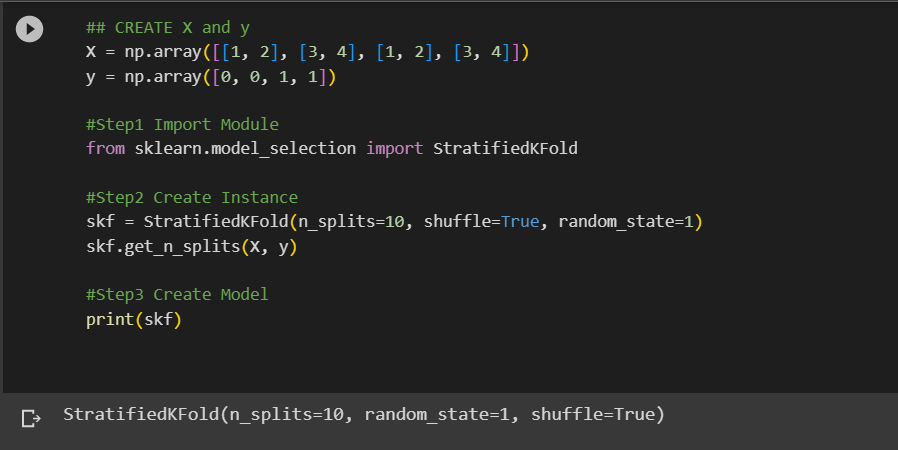 ## CREATE X and y
X = np.array([[1, 2], [3, 4], [1, 2], [3, 4]])
y = np.array([0, 0, 1, 1])
#Step1 Import Module
from sklearn.model_selection import StratifiedKFold
#Step2 Create Instance
skf = StratifiedKFold(n_splits=10, shuffle=True, random_state=1)
skf.get_n_splits(X, y)
#Step3 Create Model
print(skf)
StratifiedKFold(n_splits=10, random_state=1, shuffle=True)